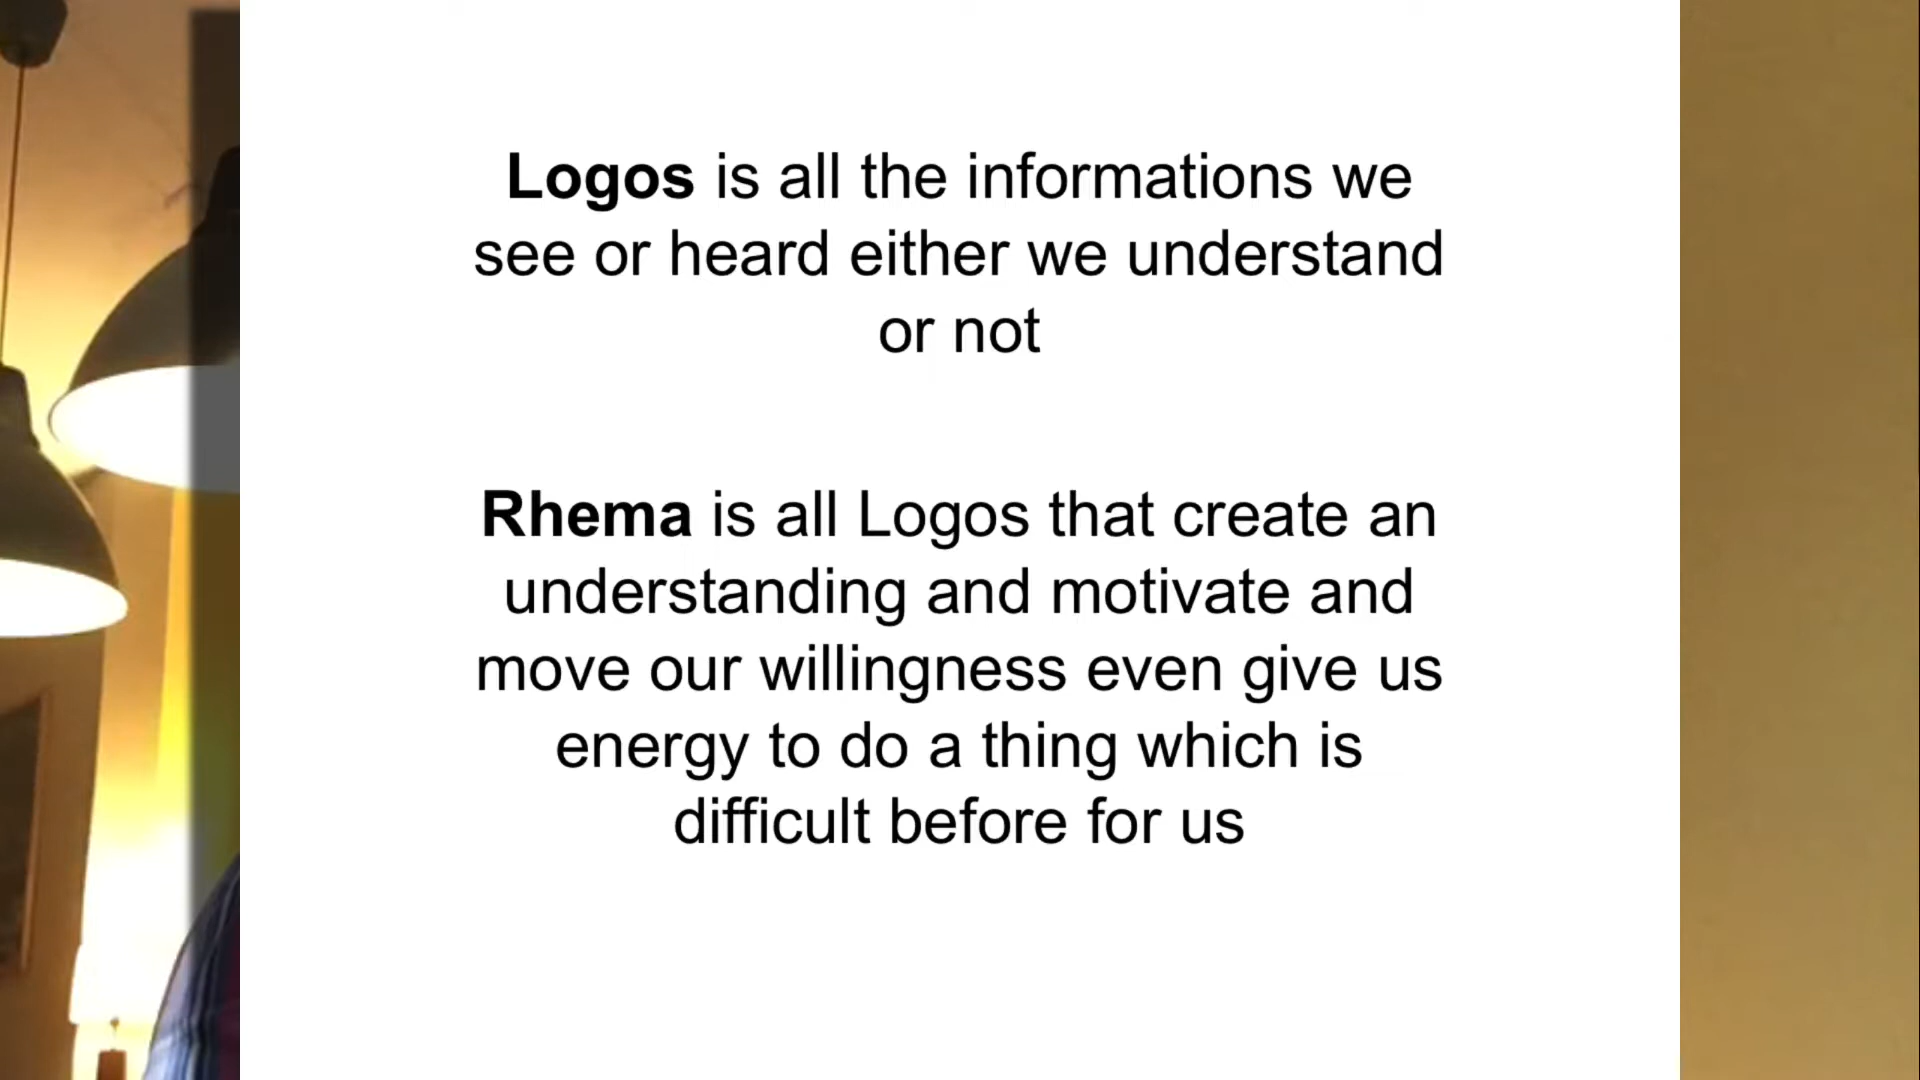 Logos is all the informations we
see or heard either we understand
or not
Rhema is all Logos that create an
understanding and motivate and
move our willingness even give us
energy to do a thing which is
difficult before for us